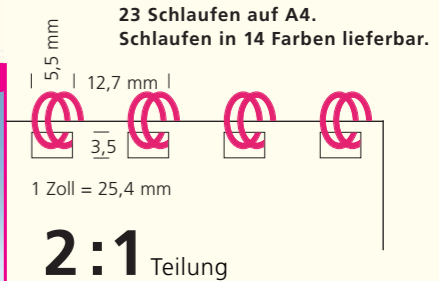 23 Schlaufen auf A4.
Schlaufen in 14 Farben lieferbar.
5,5 mm
12,7 mm
3,5
1 Zoll = 25,4 mm
2:1 Teilung